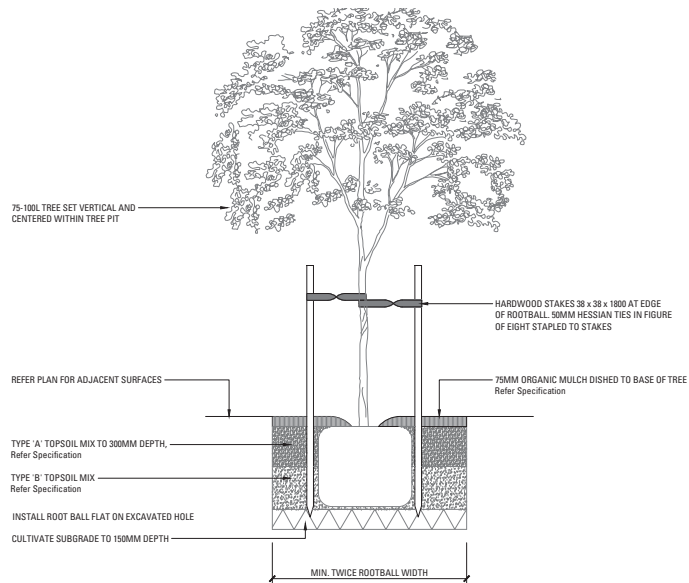 75-100L TREE SET VERTICAL AND
CENTERED WITHIN TREE PIT
HARDWOOD STAKES 38 x 38 x 1800 AT EDGE
OF ROOTBALL. 50MM HESSIAN TIES IN FIGURE
OF EIGHT STAPLED TO STAKES
REFER PLAN FOR ADJACENT SURFACES
75MM ORGANIC MULCH DISHED TO BASE OF TREE
Refer Specification
TYPE 'A' TOPSOIL MIX TO 300MM DEPTH,
Refer Specification
TYPE 'B' TOPSOIL MIX
Refer Specification
INSTALL ROOT BALL FLAT ON EXCAVATED HOLE
CULTIVATE SUBGRADE TO 150MM DEPTH
MIN. TWICE ROOTBALL WIDTH